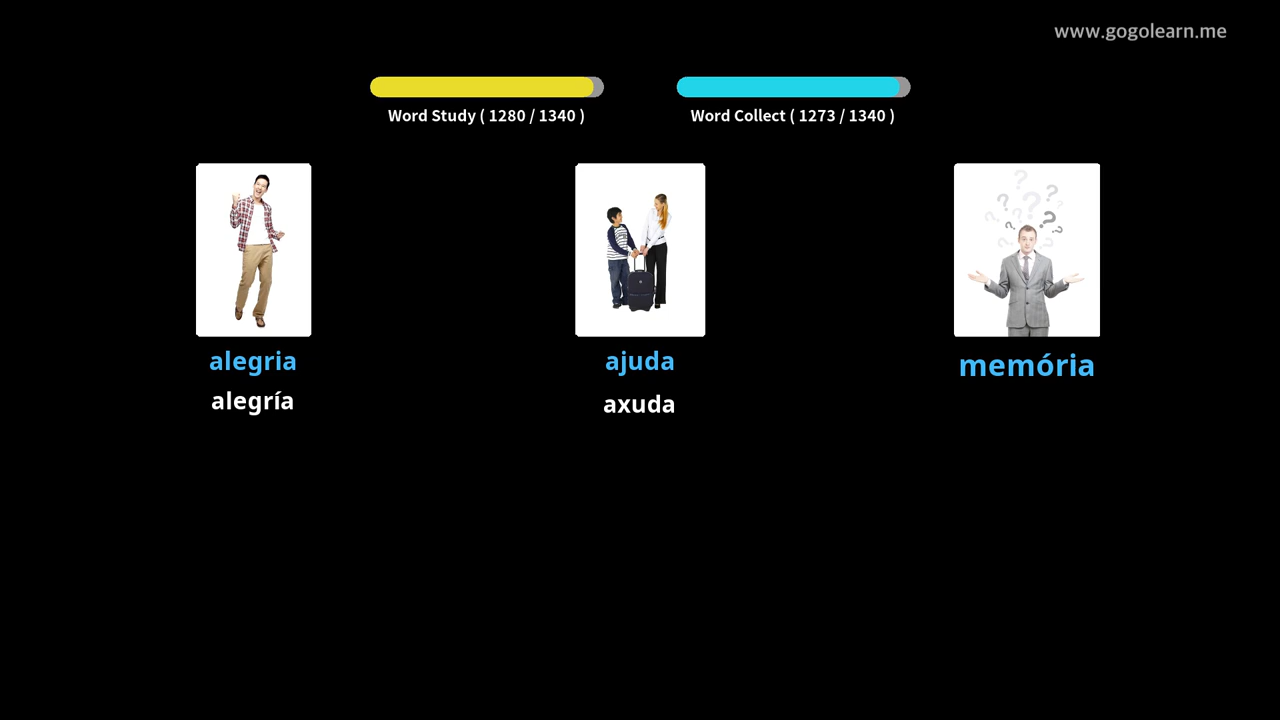 www.gogolearn.me
Word Study ( 1280 / 1340 )
Word Collect ( 1273 / 1340 )
alegria
ajuda
memória
alegría
axuda